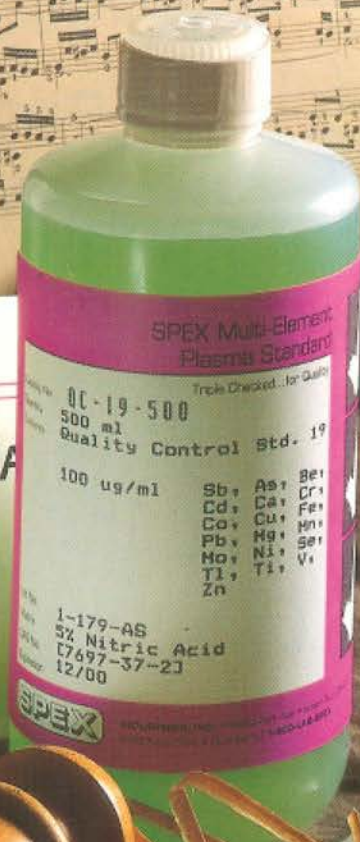 SPEX Multi-Element
Plasma Standard
Triple Checked...for Quality
QC-19-500
500 ml
Quality Control Std. 19
100 ug/ml Sb, As, Be,
Cd, Ca, Cr,
Co, Cu, Fe,
Pb, Mg, Mn,
Mo, Ni, Se,
Tl, Ti, V,
Zn
Lot No.
1-179-AS
5% Nitric Acid
[7697-37-2]
12/00
SPEX
A